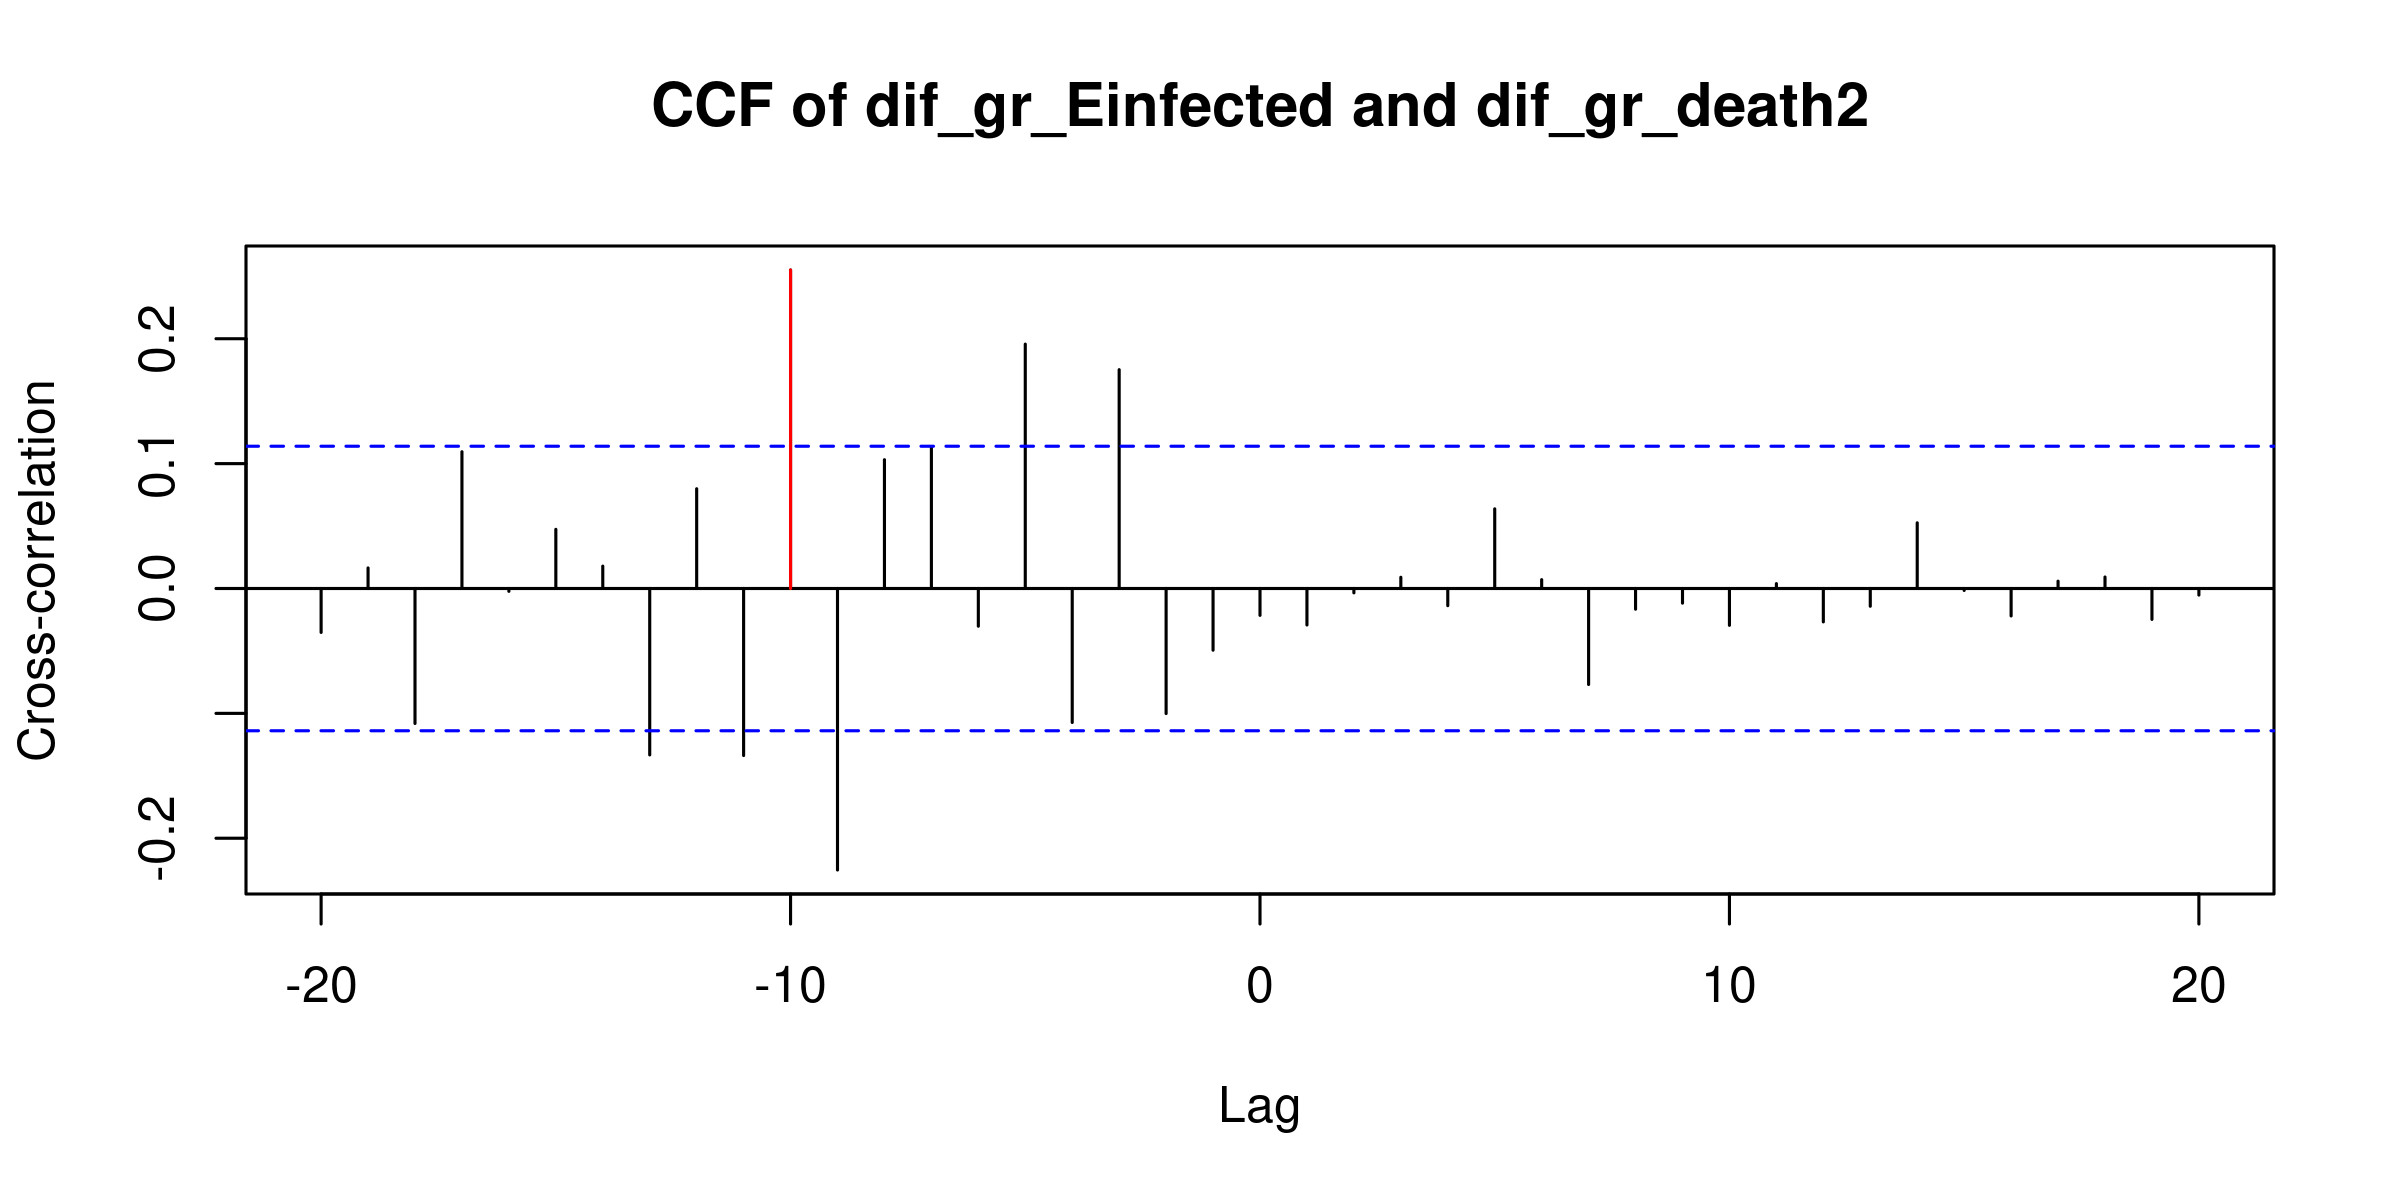 CCF of dif_gr_Einfected and dif_gr_death2
Cross-correlation
0.2
0.1
0.0
-0.2
-20 -10 0 10 20
Lag